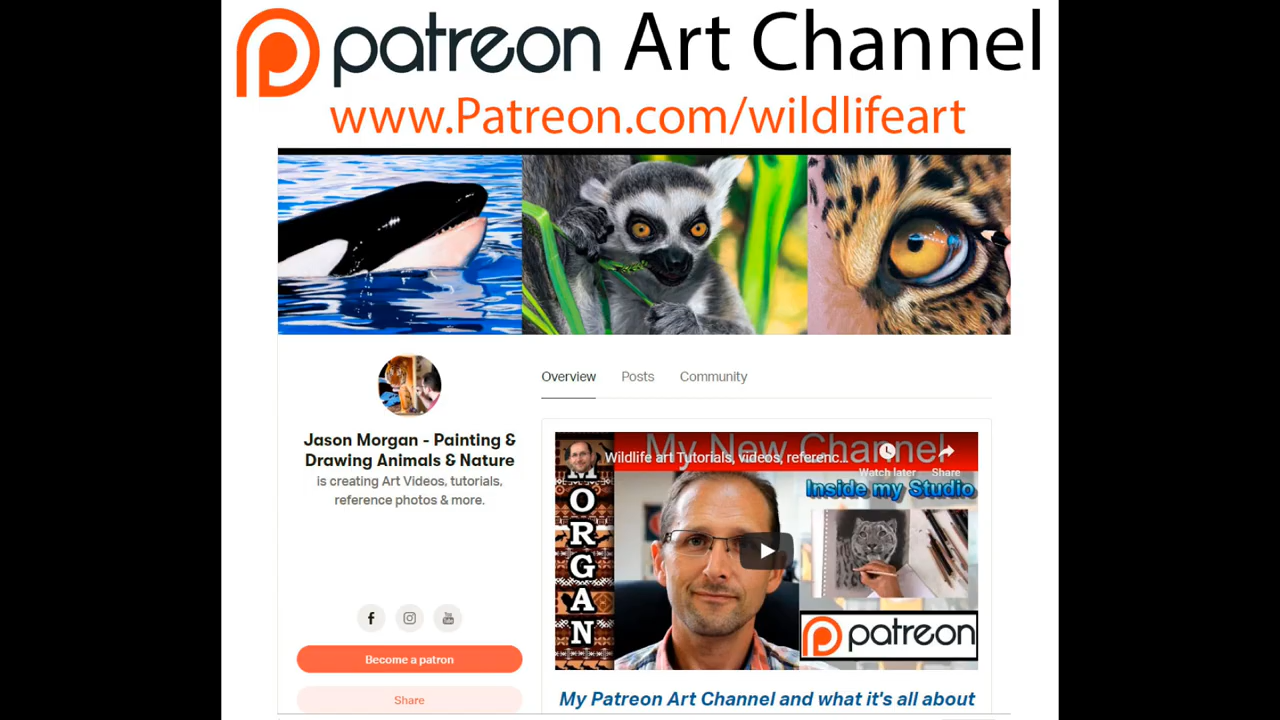 patreon Art Channel
www.Patreon.com/wildlifeart
Overview Posts Community
Jason Morgan - Painting &
Drawing Animals & Nature
is creating Art Videos, tutorials,
reference photos & more.
Become a patron
Share
My New Channel
Wildlife art Tutorials, videos, referenc...
Watch later
Share
Inside my Studio
MORGAN
patreon
My Patreon Art Channel and what it's all about